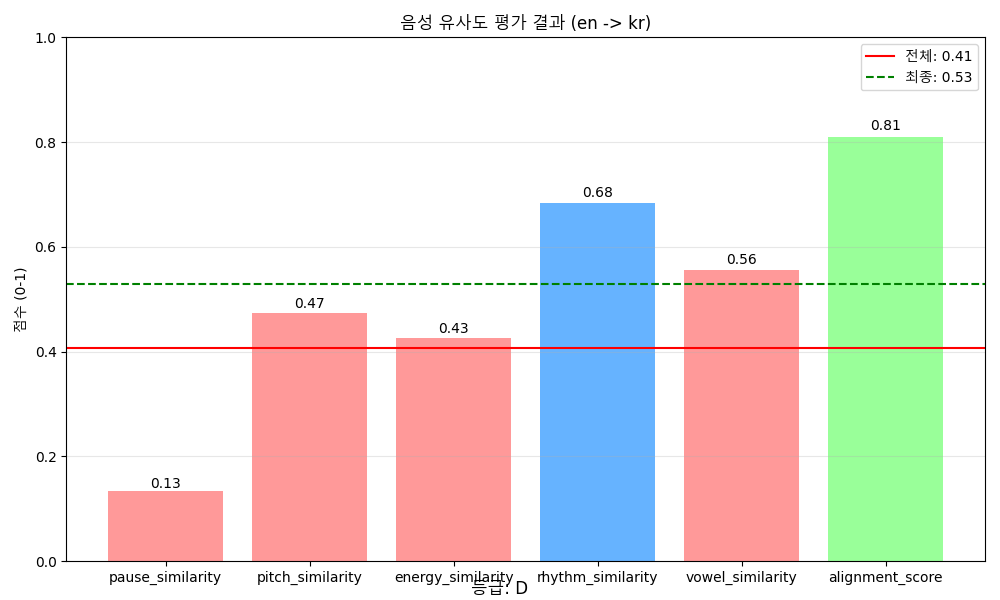 음성 유사도 평가 결과 (en -> kr)
전체: 0.41
최종: 0.53
점수 (0-1)
1.0
0.8
0.6
0.4
0.2
0.0
0.13
0.47
0.43
0.68
0.56
0.81
pause_similarity
pitch_similarity
energy_similarity
rhythm_similarity
vowel_similarity
alignment_score
등급: D